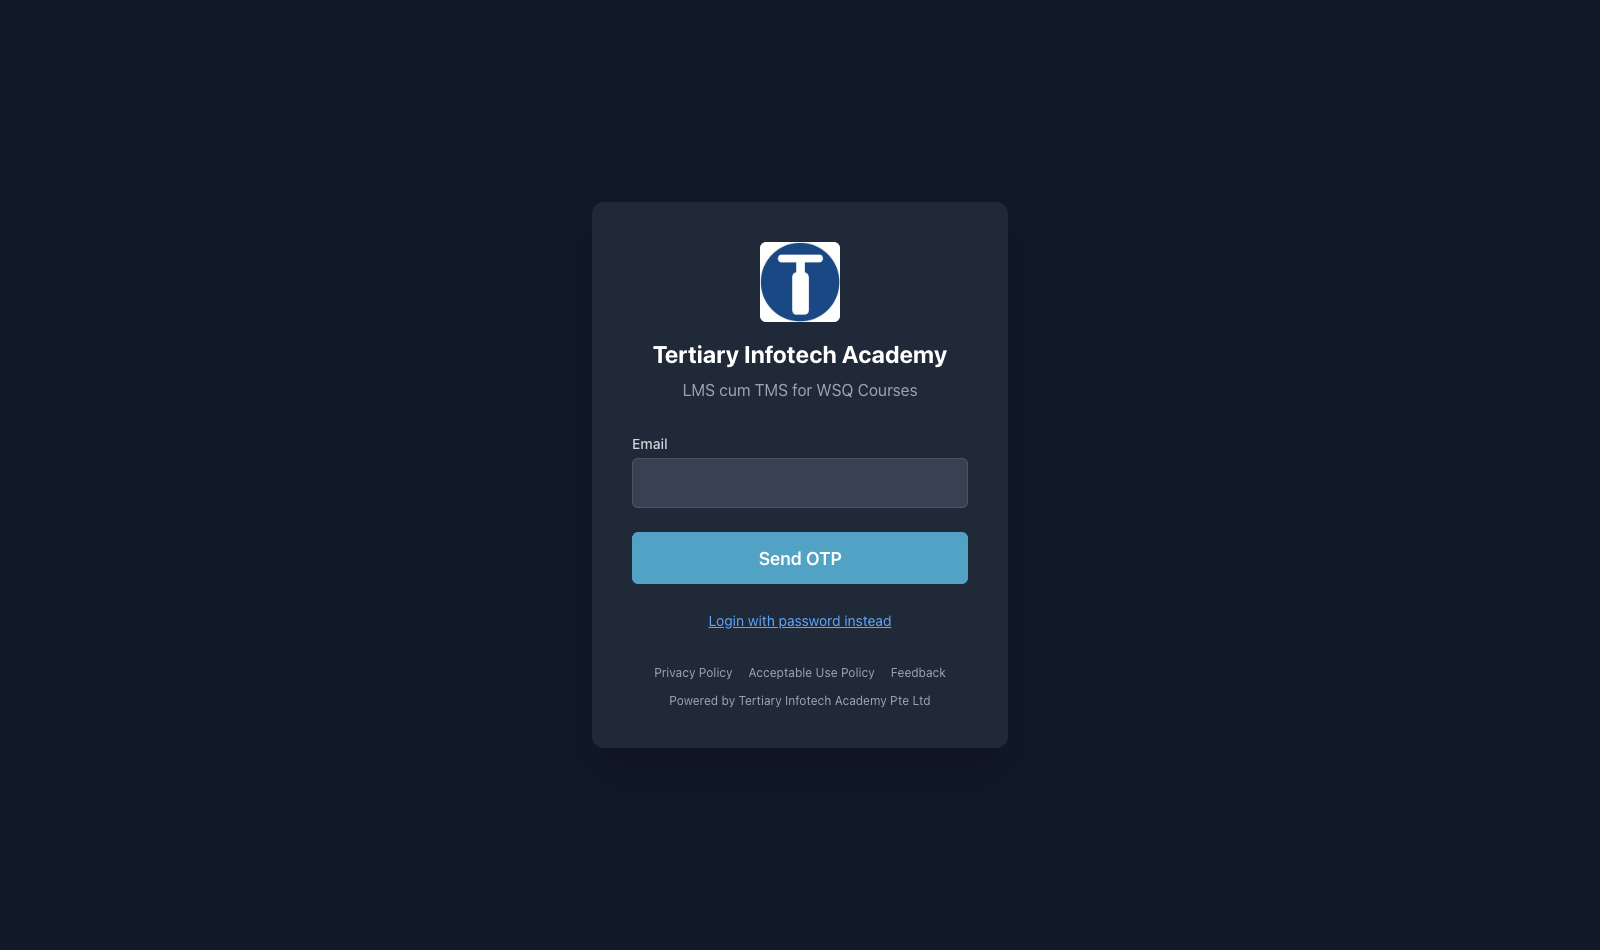 Tertiary Infotech Academy
LMS cum TMS for WSQ Courses
Email
Send OTP
Login with password instead
Privacy Policy Acceptable Use Policy Feedback
Powered by Tertiary Infotech Academy Pte Ltd